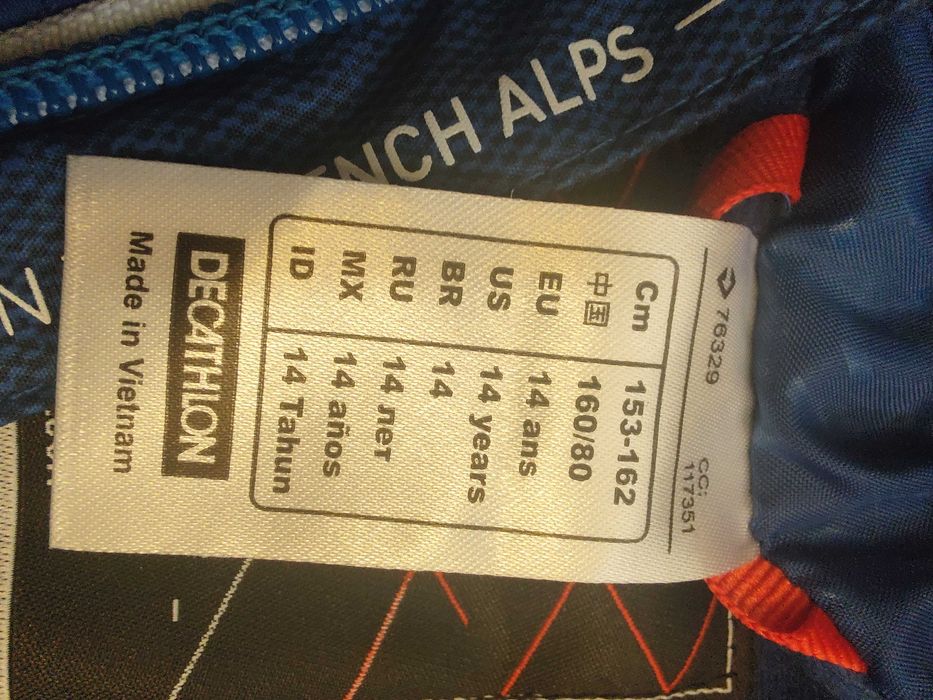 ENCH ALPS —
76329
CC: 117351
Cm 153-162
中国 160/80
EU 14 ans
US 14 years
BR 14
RU 14 лет
MX 14 años
ID 14 Tahun
DECATHLON
Made in Vietnam